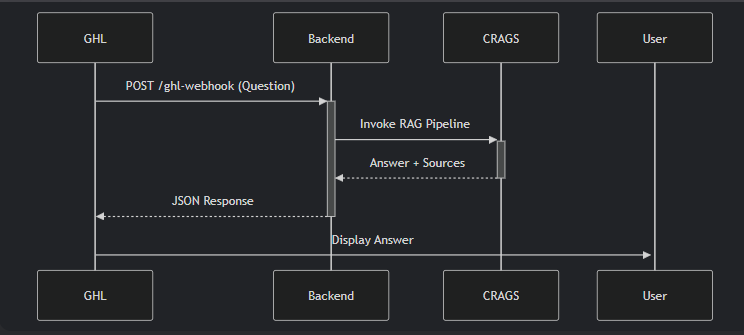 GHL
Backend
CRAGS
User
POST /ghl-webhook (Question)
Invoke RAG Pipeline
Answer + Sources
JSON Response
Display Answer
GHL
Backend
CRAGS
User